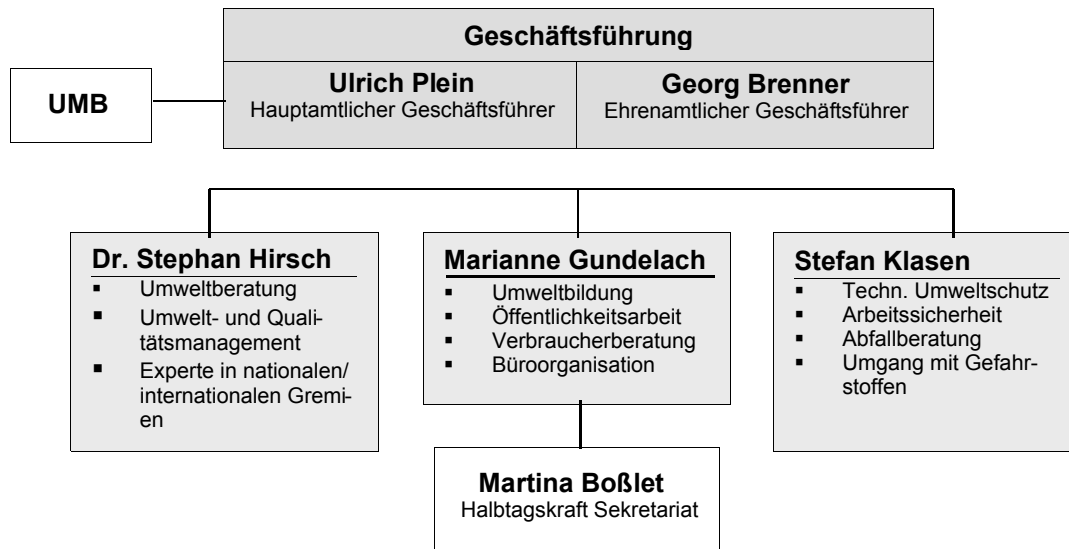 Geschäftsführung
UMB
Ulrich Plein
Hauptamtlicher Geschäftsführer
Georg Brenner
Ehrenamtlicher Geschäftsführer
Dr. Stephan Hirsch
▪ Umweltberatung
▪ Umwelt- und Quali-
tätsmanagement
▪ Experte in nationalen/
internationalen Gremi-
en
Marianne Gundelach
▪ Umweltbildung
▪ Öffentlichkeitsarbeit
▪ Verbraucherberatung
▪ Büroorganisation
Stefan Klasen
▪ Techn. Umweltschutz
▪ Arbeitssicherheit
▪ Abfallberatung
▪ Umgang mit Gefahr-
stoffen
Martina Boßlet
Halbtagskraft Sekretariat